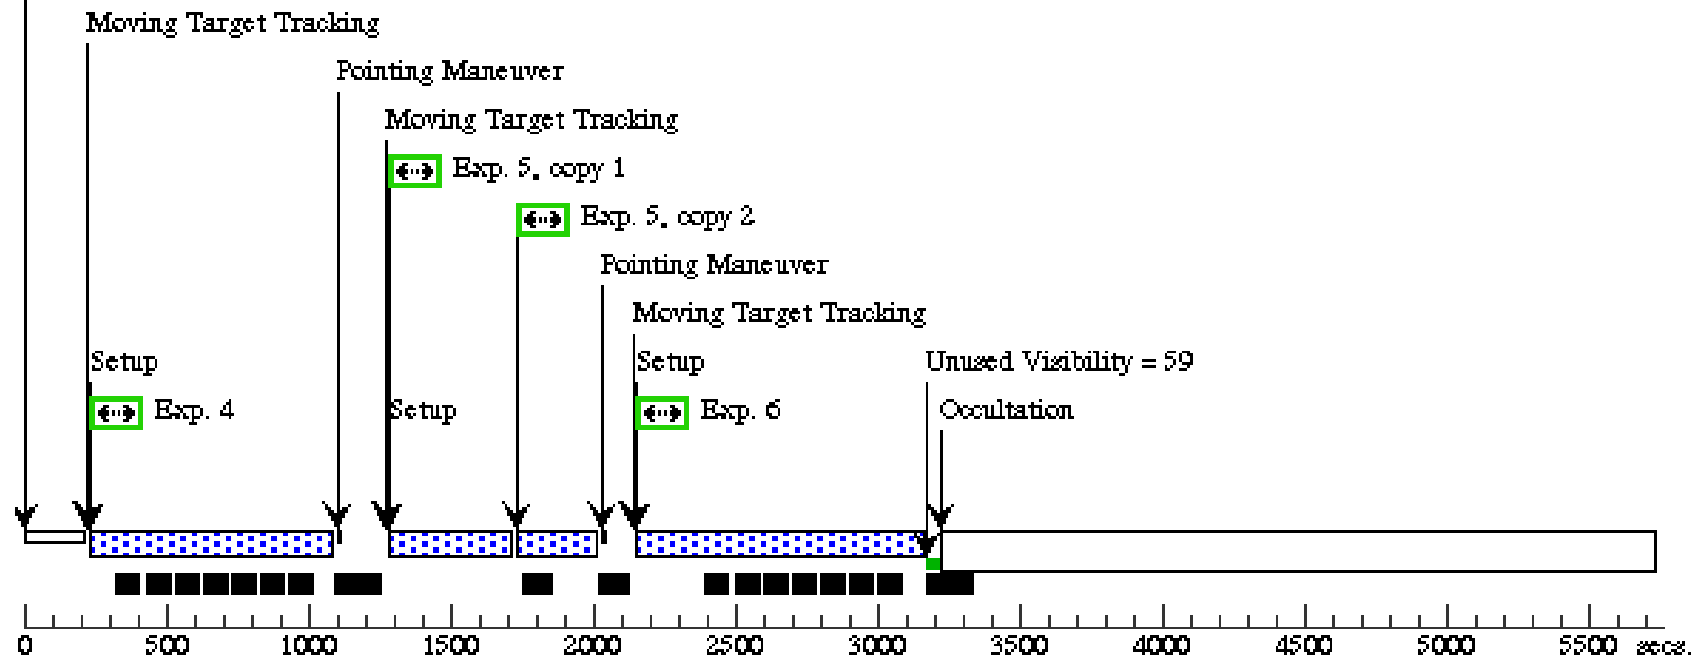 Moving Target Tracking
Pointing Maneuver
Moving Target Tracking
Exp. 5, copy 1
Exp. 5, copy 2
Pointing Maneuver
Moving Target Tracking
Setup Setup Unused Visibility = 59
Exp. 4 Setup Exp. 6 Occultation
0 500 1000 1500 2000 2500 3000 3500 4000 4500 5000 5500 secs.